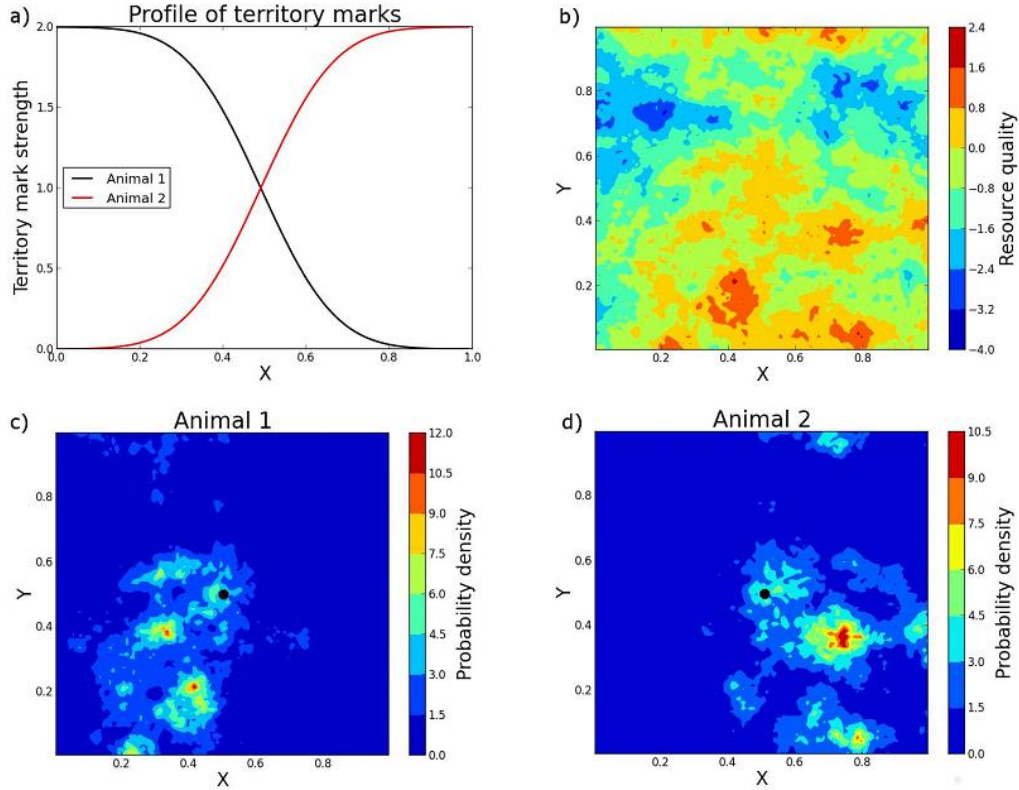 a)
Profile of territory marks
2.0
1.5
1.0
0.5
0.0
Territory mark strength
Animal 1
Animal 2
0.0 0.2 0.4 0.6 0.8 1.0
X
b)
0.8
0.6
0.4
0.2
Y
0.2 0.4 0.6 0.8
X
2.4
1.6
0.8
0.0
−0.8
−1.6
−2.4
−3.2
−4.0
Resource quality
c)
Animal 1
0.8
0.6
0.4
0.2
Y
0.2 0.4 0.6 0.8
X
12.0
10.5
9.0
7.5
6.0
4.5
3.0
1.5
0.0
Probability density
d)
Animal 2
0.8
0.6
0.4
0.2
Y
0.2 0.4 0.6 0.8
X
10.5
9.0
7.5
6.0
4.5
3.0
1.5
0.0
Probability density